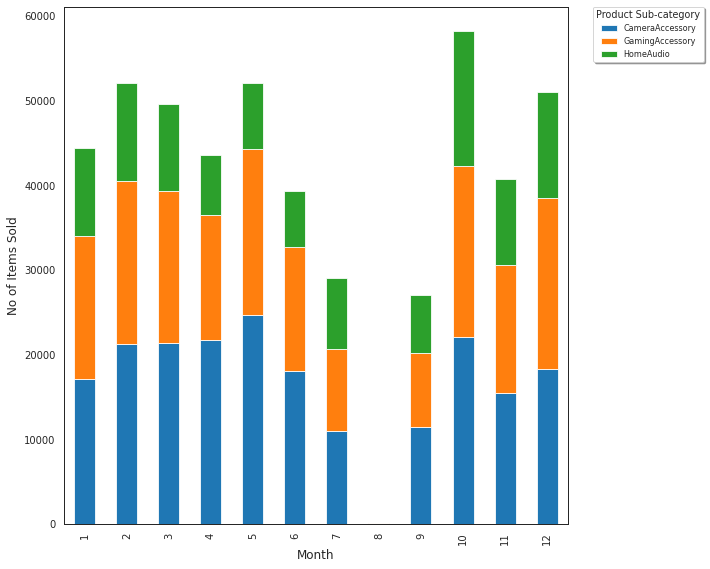 Product Sub-category
CameraAccessory
GamingAccessory
HomeAudio
60000
50000
40000
30000
20000
10000
0
No of Items Sold
1 2 3 4 5 6 7 8 9 10 11 12
Month